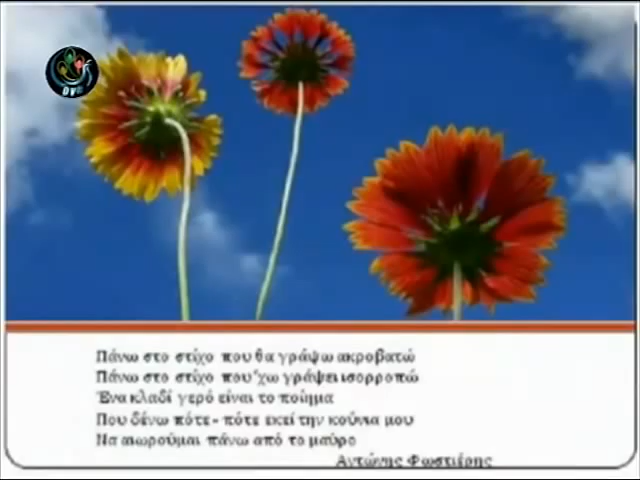 DVD
Πάνω στο στίχο που θα γράψω ακροβατώ
Πάνω στο στίχο που 'χω γράψει ισορροπώ
Ένα κλαδί γερό είναι το ποίημα
Που δένω πότε - πότε εκεί την κούνια μου
Να αιωρούμαι πάνω από το μαύρο
Αντώνης Φωστιέρης